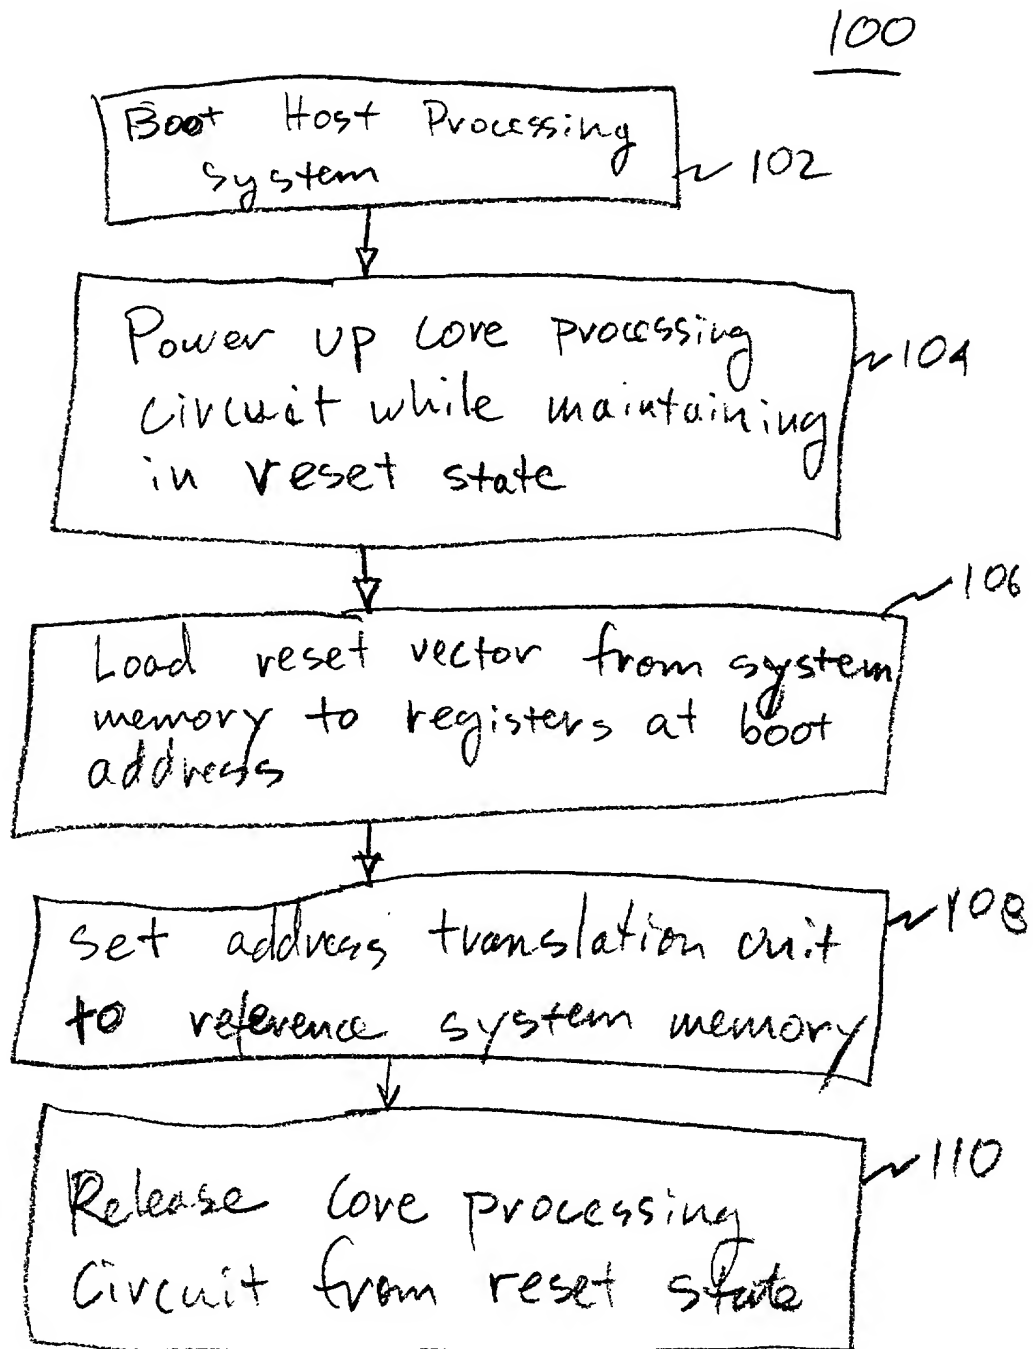 100
Boot Host Processing
system
102
Power up core processing
circuit while maintaining
in reset state
104
106
Load reset vector from system
memory to registers at boot
address
108
set address translation unit
to reference system memory
110
Release core processing
circuit from reset state